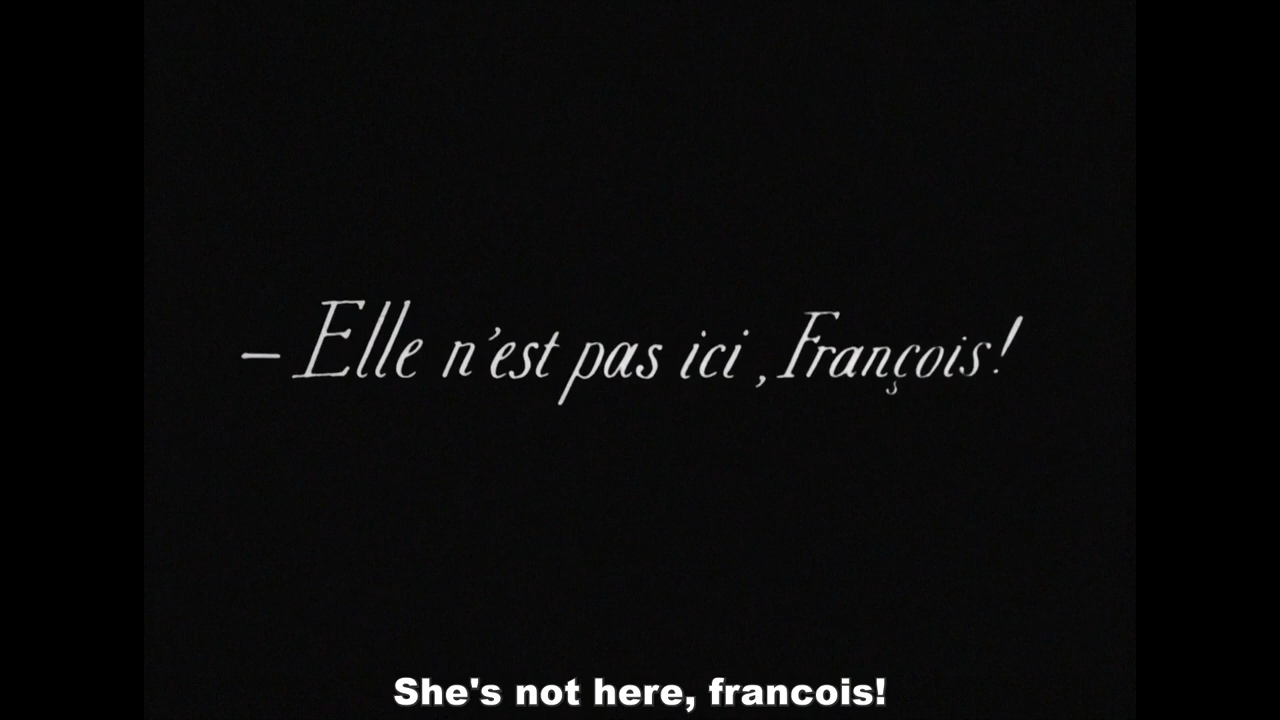 – Elle n'est pas ici, François!
She's not here, francois!